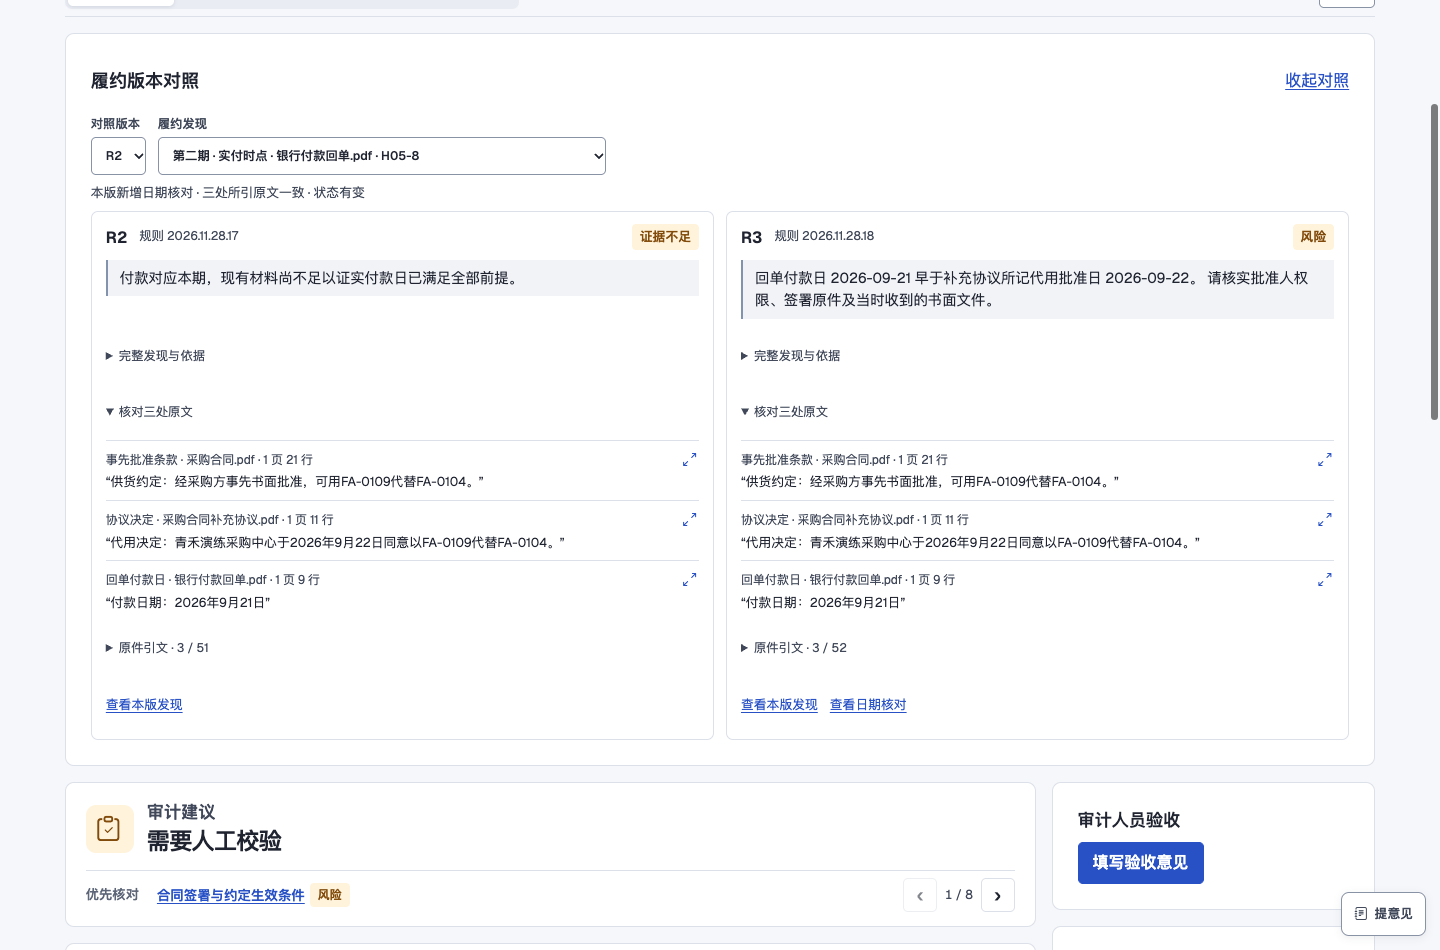 履约版本对照
收起对照
对照版本 履约发现
R2 第二期 · 实付时点 · 银行付款回单.pdf · H05-8
本版新增日期核对 · 三处所引原文一致 · 状态有变
R2 规则 2026.11.28.17 证据不足
付款对应本期，现有材料尚不足以证实付款日已满足全部前提。
完整发现与依据
核对三处原文
事先批准条款 · 采购合同.pdf · 1 页 21 行
“供货约定：经采购方事先书面批准，可用FA-0109代替FA-0104。”
协议决定 · 采购合同补充协议.pdf · 1 页 11 行
“代用决定：青禾演练采购中心于2026年9月22日同意以FA-0109代替FA-0104。”
回单付款日 · 银行付款回单.pdf · 1 页 9 行
“付款日期：2026年9月21日”
原件引文 · 3 / 51
查看本版发现
R3 规则 2026.11.28.18 风险
回单付款日 2026-09-21 早于补充协议所记代用批准日 2026-09-22。 请核实批准人权
限、签署原件及当时收到的书面文件。
完整发现与依据
核对三处原文
事先批准条款 · 采购合同.pdf · 1 页 21 行
“供货约定：经采购方事先书面批准，可用FA-0109代替FA-0104。”
协议决定 · 采购合同补充协议.pdf · 1 页 11 行
“代用决定：青禾演练采购中心于2026年9月22日同意以FA-0109代替FA-0104。”
回单付款日 · 银行付款回单.pdf · 1 页 9 行
“付款日期：2026年9月21日”
原件引文 · 3 / 52
查看本版发现 查看日期核对
审计建议
需要人工校验
优先核对 合同签署与约定生效条件 风险
‹ 1 / 8 ›
审计人员验收
填写验收意见
提意见